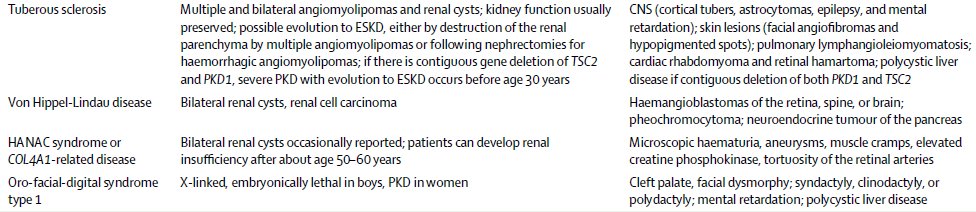 Tuberous sclerosis
Multiple and bilateral angiomyolipomas and renal cysts; kidney function usually
preserved; possible evolution to ESKD, either by destruction of the renal
parenchyma by multiple angiomyolipomas or following nephrectomies for
haemorrhagic angiomyolipomas; if there is contiguous gene deletion of TSC2
and PKD1, severe PKD with evolution to ESKD occurs before age 30 years
CNS (cortical tubers, astrocytomas, epilepsy, and mental
retardation); skin lesions (facial angiofibromas and
hypopigmented spots); pulmonary lymphangioleiomyomatosis;
cardiac rhabdomyoma and retinal hamartoma; polycystic liver
disease if contiguous deletion of both PKD1 and TSC2
Von Hippel-Lindau disease
Bilateral renal cysts, renal cell carcinoma
Haemangioblastomas of the retina, spine, or brain;
pheochromocytoma; neuroendocrine tumour of the pancreas
HANAC syndrome or
COL4A1-related disease
Bilateral renal cysts occasionally reported; patients can develop renal
insufficiency after about age 50–60 years
Microscopic haematuria, aneurysms, muscle cramps, elevated
creatine phosphokinase, tortuosity of the retinal arteries
Oro-facial-digital syndrome
type 1
X-linked, embryonically lethal in boys, PKD in women
Cleft palate, facial dysmorphy; syndactyly, clinodactyly, or
polydactyly; mental retardation; polycystic liver disease